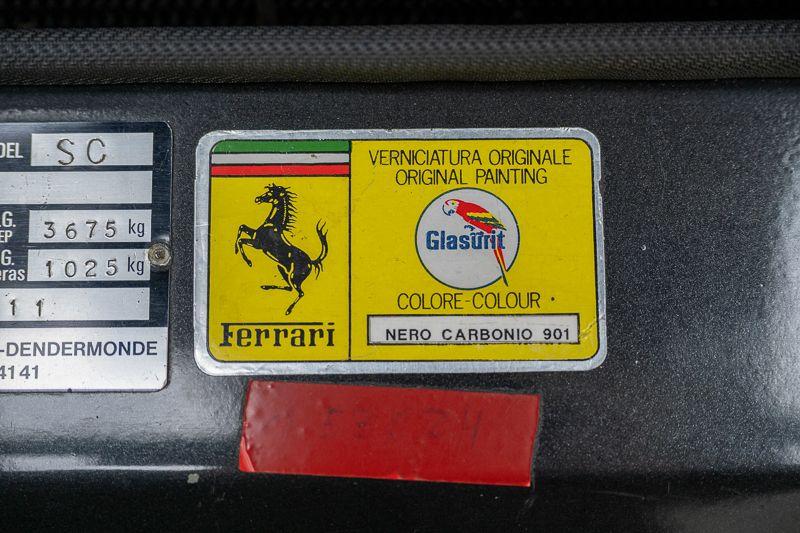 DEL SC
.G. 3675 kg
EP
G. 1025 kg
eras
11
-DENDERMONDE
4141
VERNICIATURA ORIGINALE
ORIGINAL PAINTING
Glasurit
COLORE-COLOUR
NERO CARBONIO 901
Ferrari